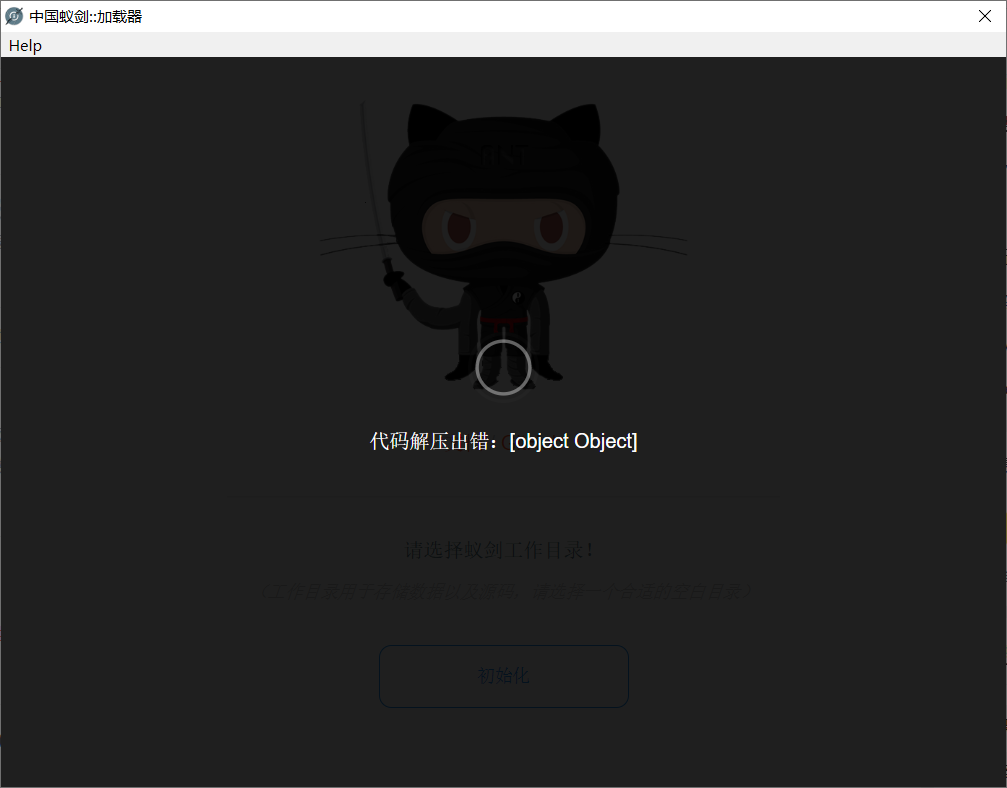 中国蚁剑::加载器
Help
代码解压出错：[object Object]
请选择蚁剑工作目录！
（工作目录用于存储数据以及源码，请选择一个合适的空白目录）
初始化